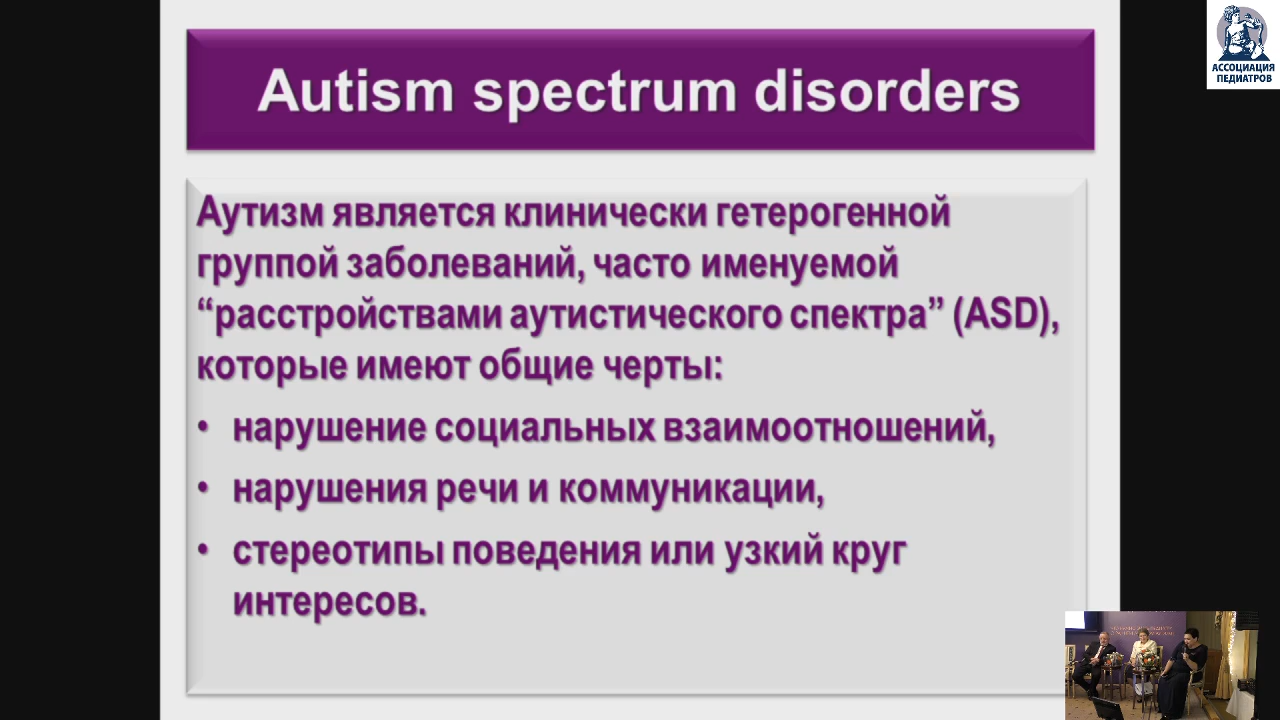 Autism spectrum disorders
АССОЦИАЦИЯ
ПЕДИАТРОВ
Аутизм является клинически гетерогенной
группой заболеваний, часто именуемой
“расстройствами аутистического спектра” (ASD),
которые имеют общие черты:
• нарушение социальных взаимоотношений,
• нарушения речи и коммуникации,
• стереотипы поведения или узкий круг
интересов.